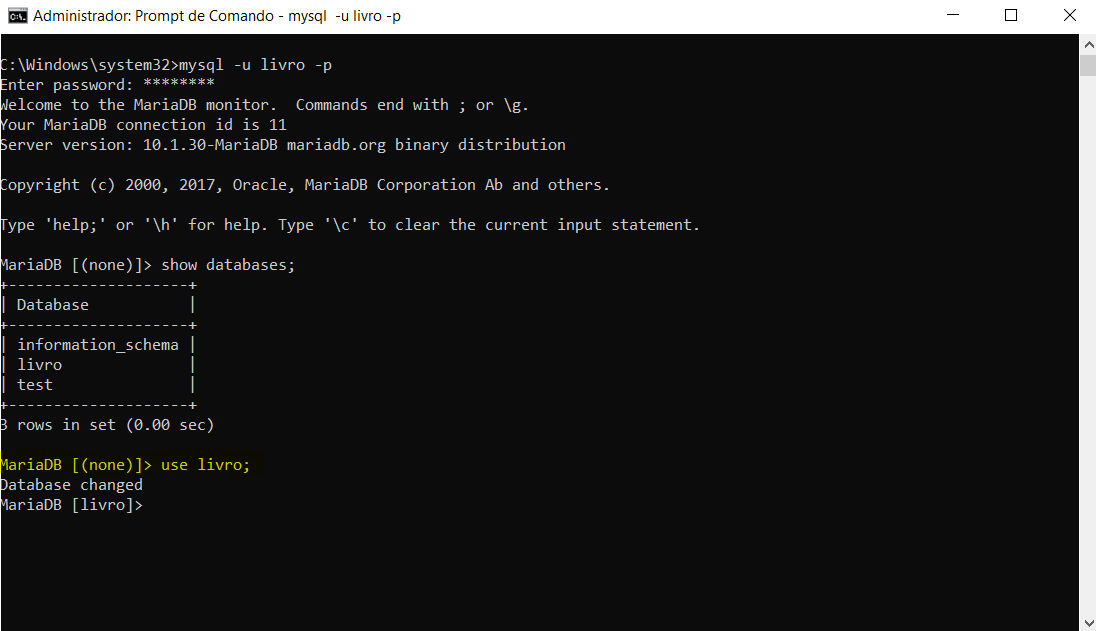 Administrador: Prompt de Comando - mysql  -u livro -p
C:\Windows\system32>mysql -u livro -p
Enter password: ********
Welcome to the MariaDB monitor.  Commands end with ; or \g.
Your MariaDB connection id is 11
Server version: 10.1.30-MariaDB mariadb.org binary distribution
Copyright (c) 2000, 2017, Oracle, MariaDB Corporation Ab and others.
Type 'help;' or '\h' for help. Type '\c' to clear the current input statement.
MariaDB [(none)]> show databases;
+--------------------+
| Database           |
+--------------------+
| information_schema |
| livro              |
| test               |
+--------------------+
3 rows in set (0.00 sec)
MariaDB [(none)]> use livro;
Database changed
MariaDB [livro]>